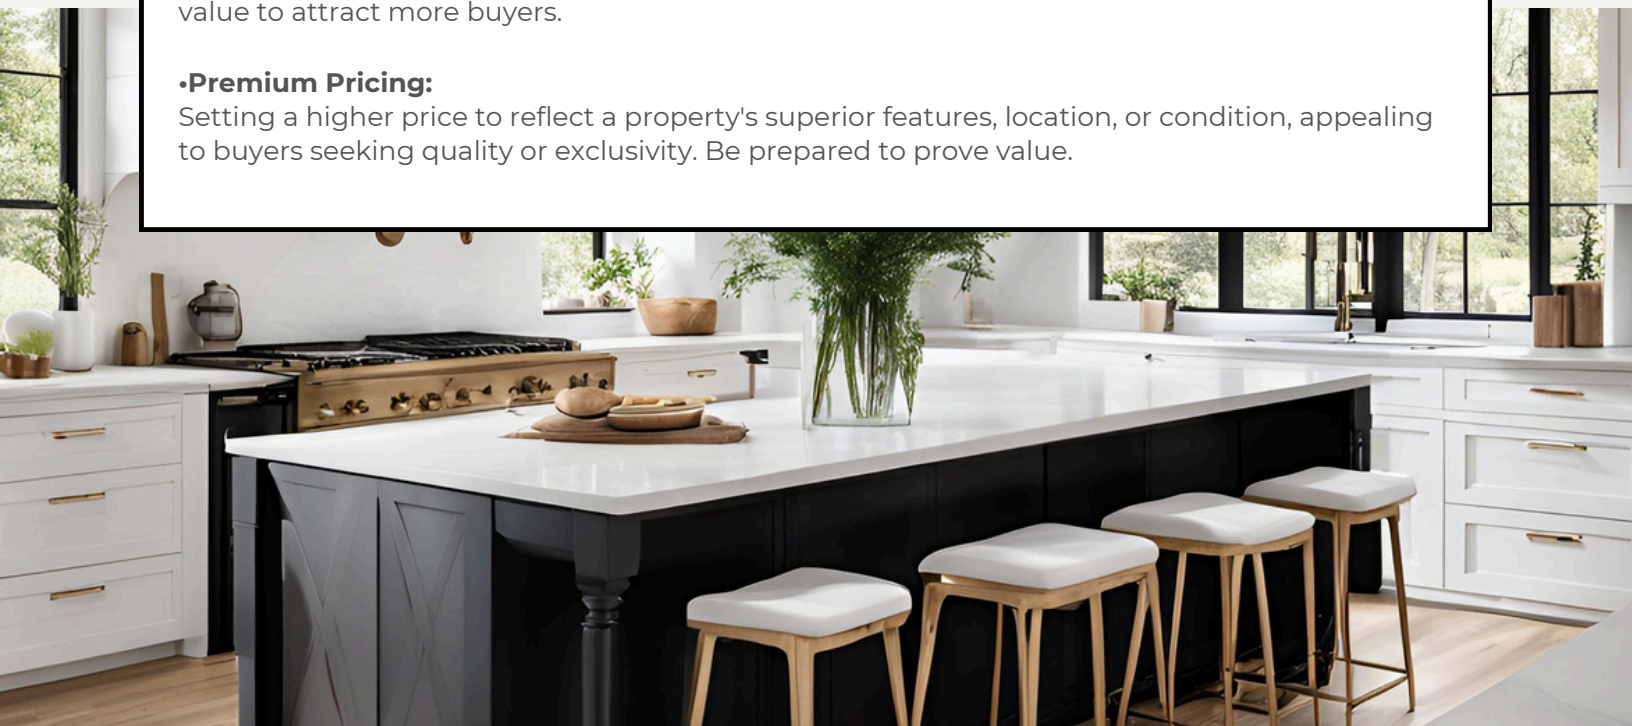 value to attract more buyers.
•Premium Pricing:
Setting a higher price to reflect a property's superior features, location, or condition, appealing
to buyers seeking quality or exclusivity. Be prepared to prove value.